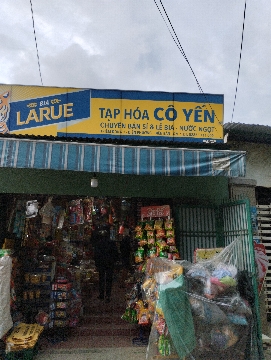 BIA
LARUE
TẠP HÓA CÔ YẾN
CHUYÊN BÁN SỈ & LẺ BIA - NƯỚC NGỌT